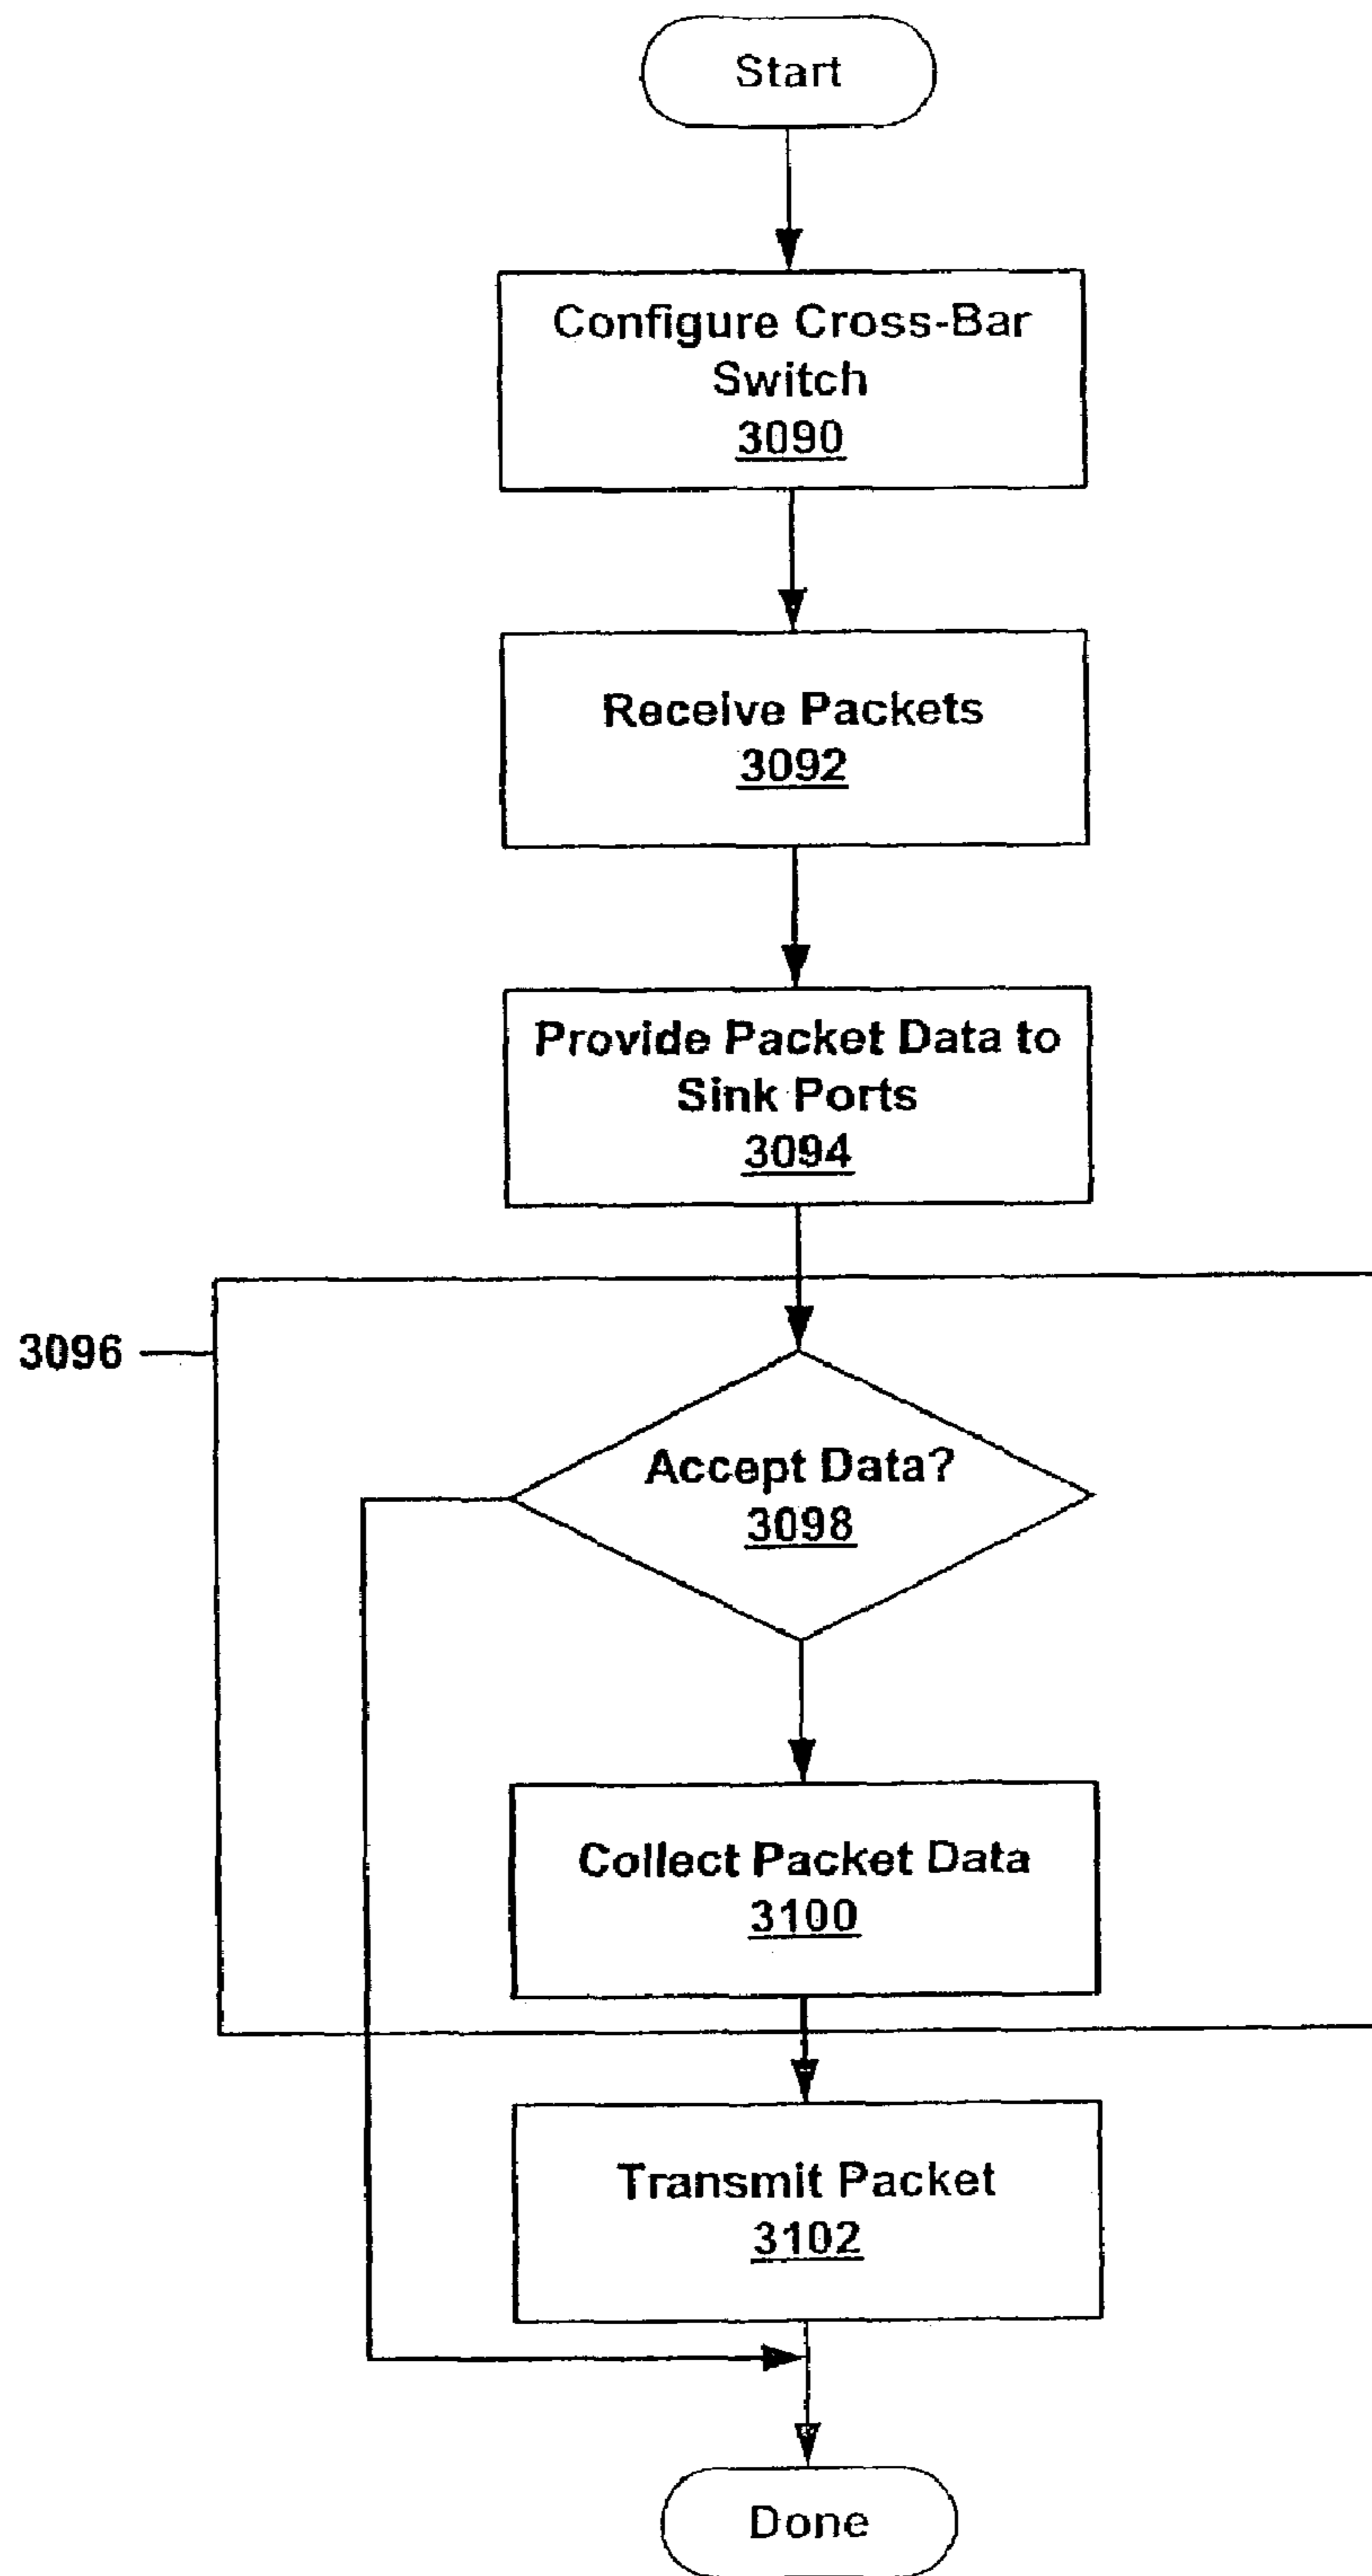 Start
Configure Cross-Bar
Switch
3090
Receive Packets
3092
Provide Packet Data to
Sink Ports
3094
3096
Accept Data?
3098
Collect Packet Data
3100
Transmit Packet
3102
Done